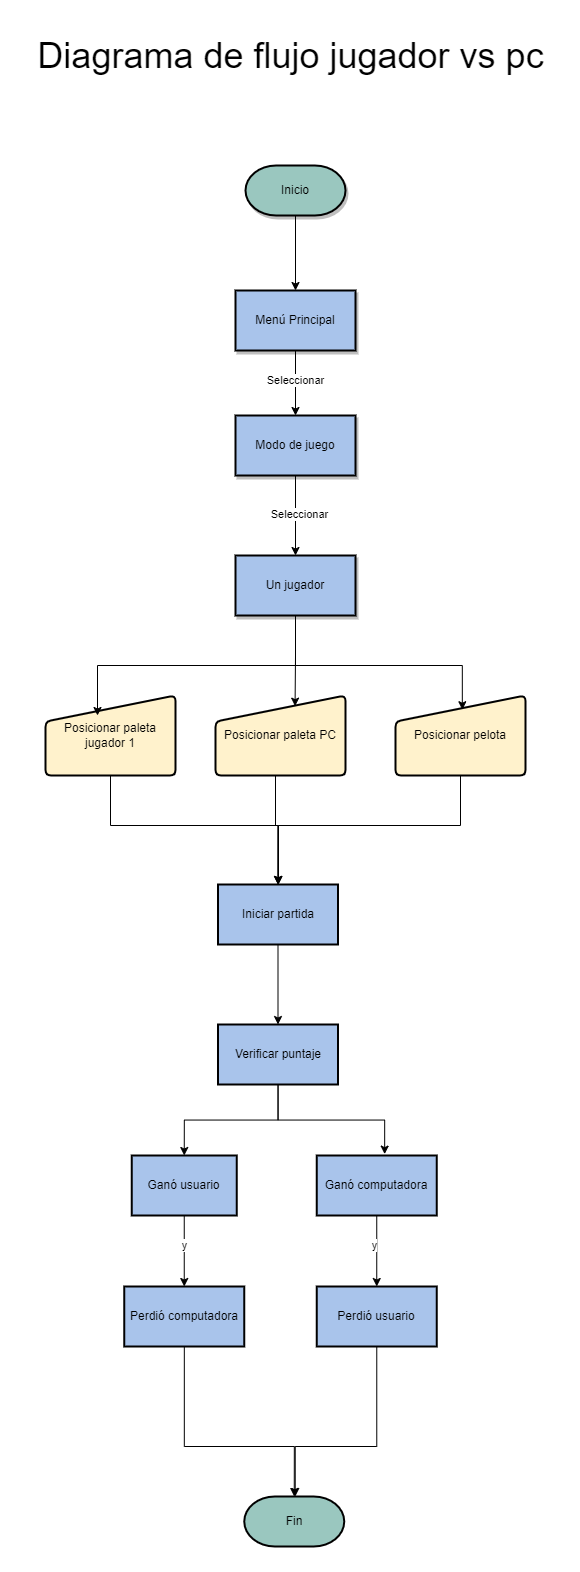 Diagrama de flujo jugador vs pc
Inicio
Menú Principal
Seleccionar
Modo de juego
Seleccionar
Un jugador
Posicionar paleta
jugador 1
Posicionar paleta PC
Posicionar pelota
Iniciar partida
Verificar puntaje
Ganó usuario
Ganó computadora
y
y
Perdió computadora
Perdió usuario
Fin